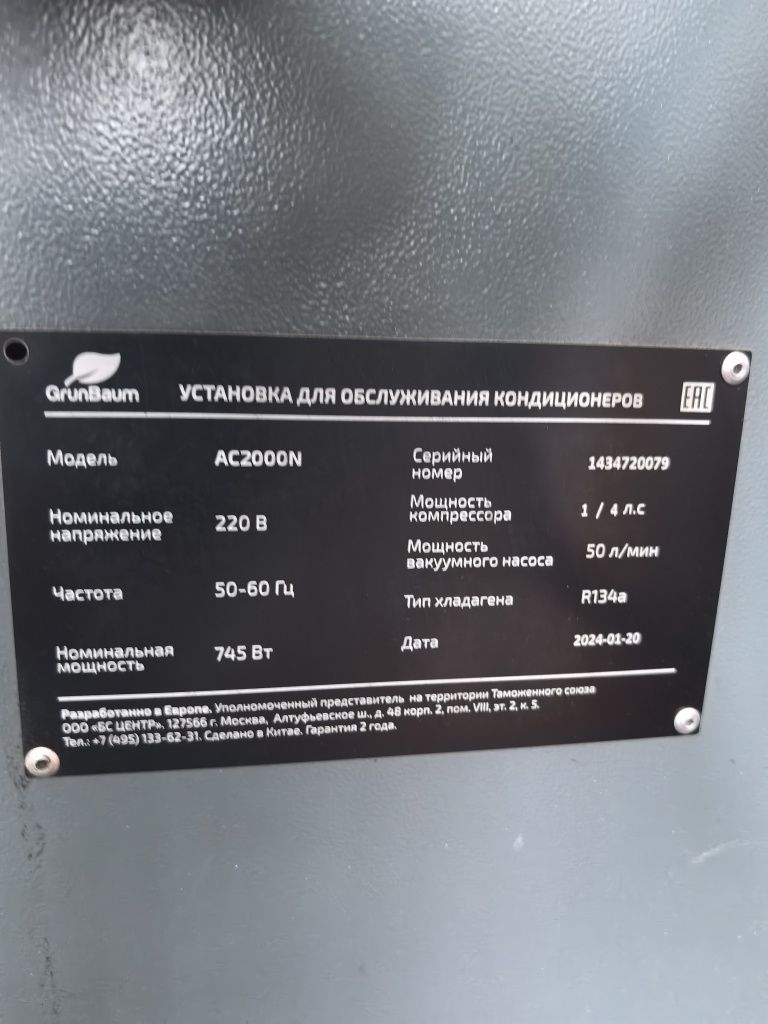 GrünBaum УСТАНОВКА ДЛЯ ОБСЛУЖИВАНИЯ КОНДИЦИОНЕРОВ EAC
Модель AC2000N
Номинальное напряжение 220 В
Частота 50-60 Гц
Номинальная мощность 745 Вт
Серийный номер 1434720079
Мощность компрессора 1 / 4 л.с
Мощность вакуумного насоса 50 л/мин
Тип хладагена R134a
Дата 2024-01-20
Разработанно в Европе. Уполномоченный представитель на территории Таможенного союза
ООО «БС ЦЕНТР». 127566 г. Москва, Алтуфьевское ш., д. 48 корп. 2, пом. VIII, эт. 2, к. 5.
Тел.: +7 (495) 133-62-31. Сделано в Китае. Гарантия 2 года.